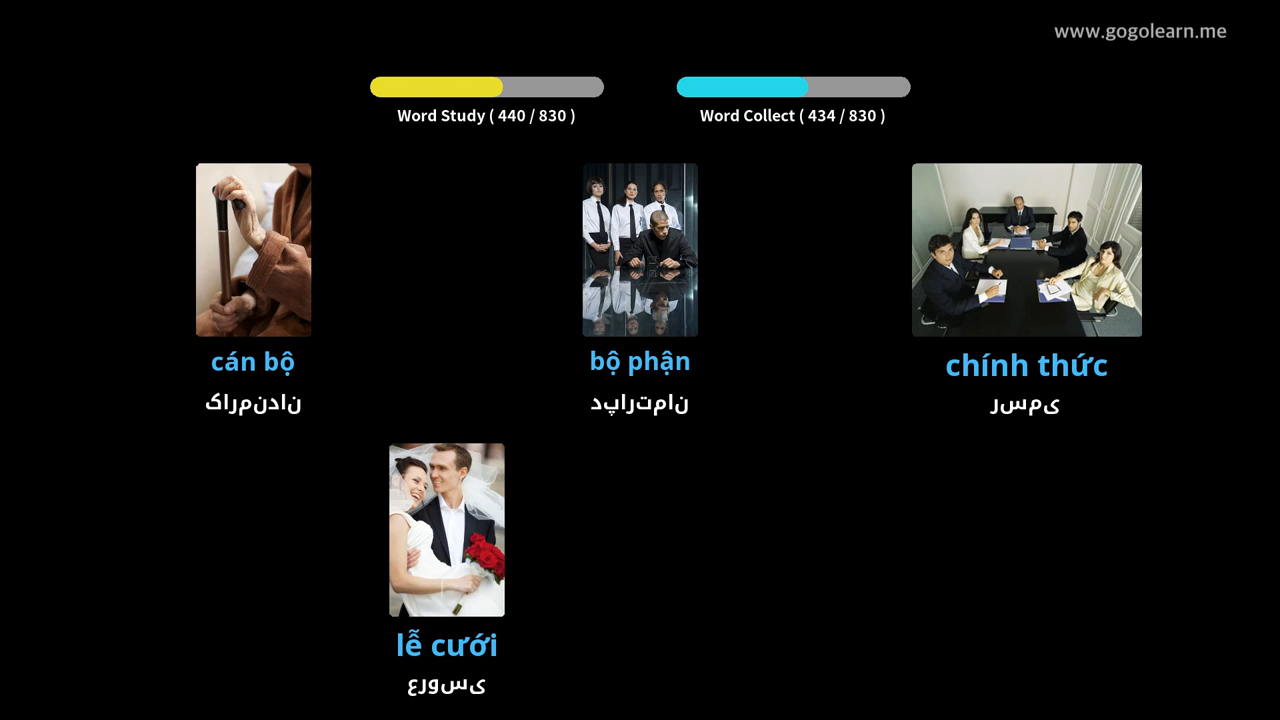 www.gogolearn.me
Word Study ( 440 / 830 )
Word Collect ( 434 / 830 )
cán bộ
کارمندان
bộ phận
دپارتمان
chính thức
رسمی
lễ cưới
عروسی